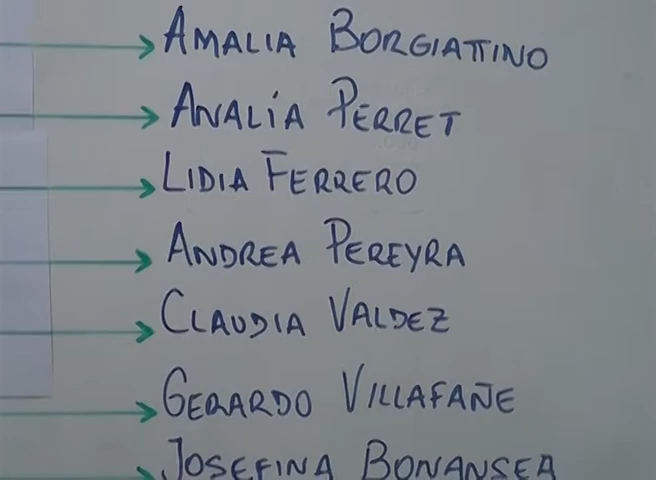 AMALIA BORGIATTINO
ANALÍA PERRET
LIDIA FERRERO
ANDREA PEREYRA
CLAUDIA VALDEZ
GERARDO VILLAFAÑE
JOSEFINA BONANSEA